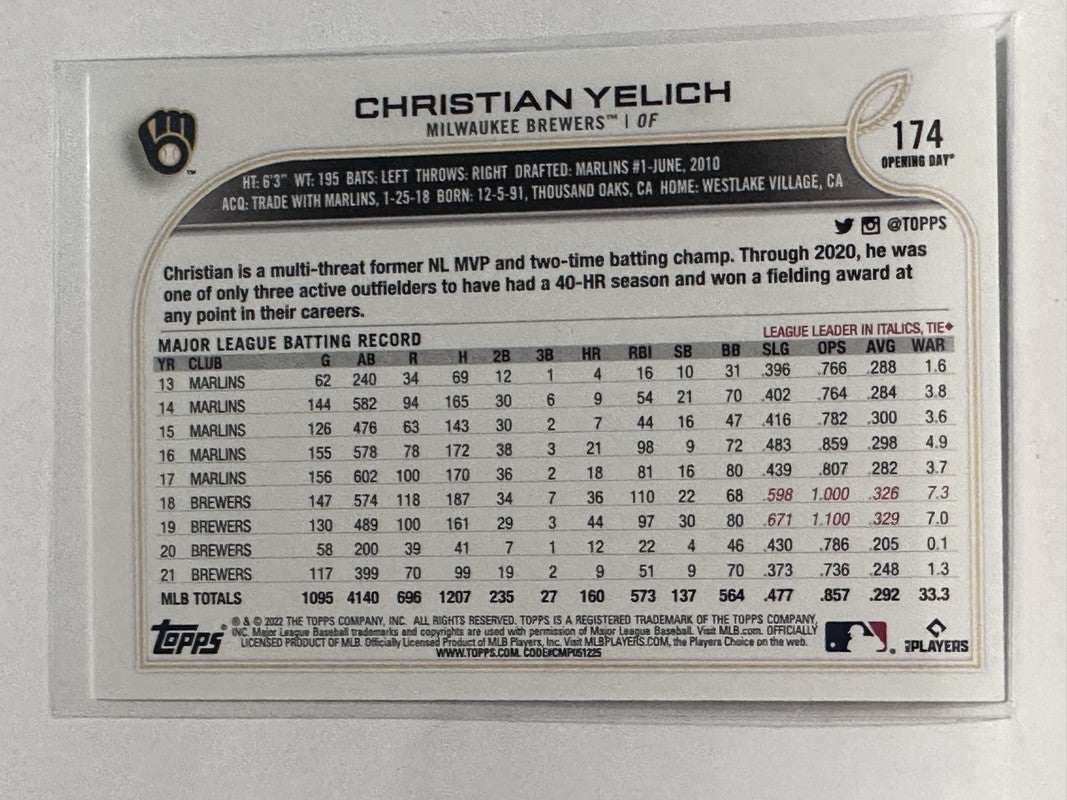 CHRISTIAN YELICH
MILWAUKEE BREWERS™ | OF
174
OPENING DAY®
HT: 6'3" WT: 195 BATS: LEFT THROWS: RIGHT DRAFTED: MARLINS #1-JUNE, 2010
ACQ: TRADE WITH MARLINS, 1-25-18 BORN: 12-5-91, THOUSAND OAKS, CA HOME: WESTLAKE VILLAGE, CA
@TOPPS
Christian is a multi-threat former NL MVP and two-time batting champ. Through 2020, he was
one of only three active outfielders to have had a 40-HR season and won a fielding award at
any point in their careers.
MAJOR LEAGUE BATTING RECORD LEAGUE LEADER IN ITALICS, TIE◆
YR CLUB G AB R H 2B 3B HR RBI SB BB SLG OPS AVG WAR
13 MARLINS 62 240 34 69 12 1 4 16 10 31 .396 .766 .288 1.6
14 MARLINS 144 582 94 165 30 6 9 54 21 70 .402 .764 .284 3.8
15 MARLINS 126 476 63 143 30 2 7 44 16 47 .416 .782 .300 3.6
16 MARLINS 155 578 78 172 38 3 21 98 9 72 .483 .859 .298 4.9
17 MARLINS 156 602 100 170 36 2 18 81 16 80 .439 .807 .282 3.7
18 BREWERS 147 574 118 187 34 7 36 110 22 68 .598 1.000 .326 7.3
19 BREWERS 130 489 100 161 29 3 44 97 30 80 .671 1.100 .329 7.0
20 BREWERS 58 200 39 41 7 1 12 22 4 46 .430 .786 .205 0.1
21 BREWERS 117 399 70 99 19 2 9 51 9 70 .373 .736 .248 1.3
MLB TOTALS 1095 4140 696 1207 235 27 160 573 137 564 .477 .857 .292 33.3
topps®
® & © 2022 THE TOPPS COMPANY, INC. ALL RIGHTS RESERVED. TOPPS IS A REGISTERED TRADEMARK OF THE TOPPS COMPANY,
INC. Major League Baseball trademarks and copyrights are used with permission of Major League Baseball. Visit MLB.com. OFFICIALLY
LICENSED PRODUCT OF MLB. Officially Licensed Product of MLB Players, Inc. Visit MLBPLAYERS.COM, the Players Choice on the web.
WWW.TOPPS.COM. CODE#CMP051225
PLAYERS